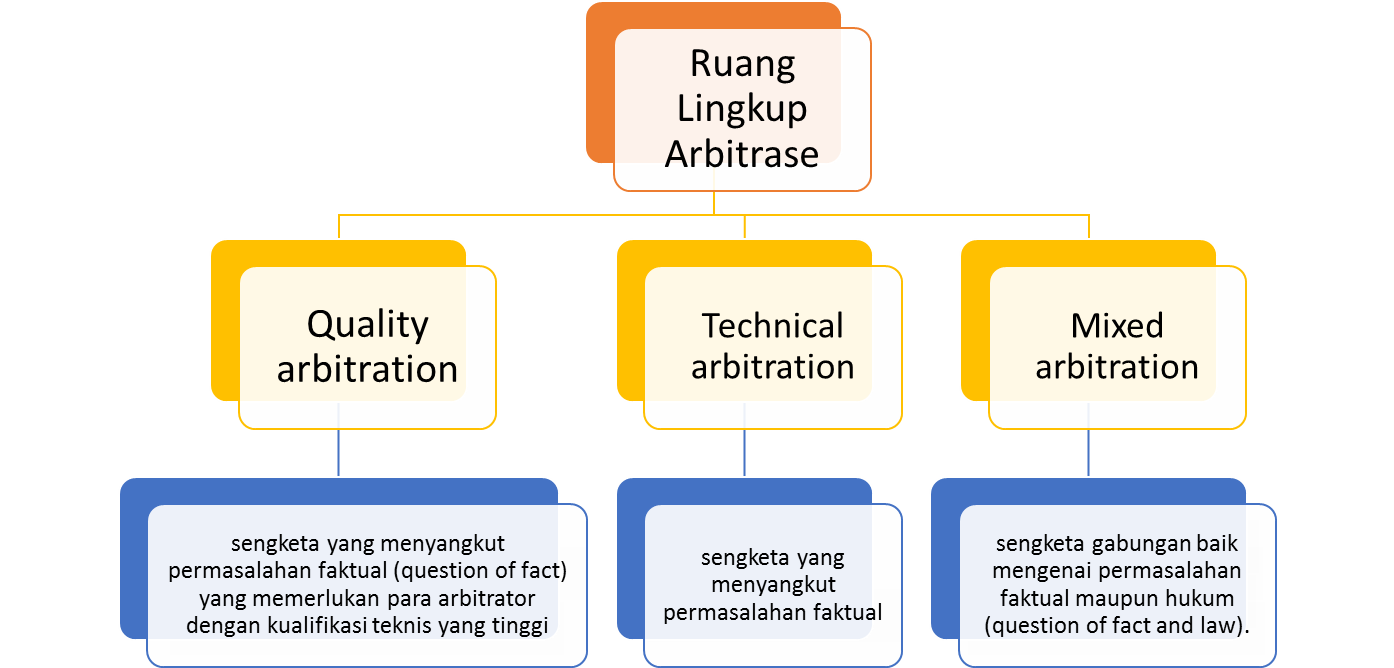 Ruang
Lingkup
Arbitrase
Quality
arbitration
Technical
arbitration
Mixed
arbitration
sengketa yang menyangkut
permasalahan faktual (question of fact)
yang memerlukan para arbitrator
dengan kualifikasi teknis yang tinggi
sengketa yang
menyangkut
permasalahan faktual
sengketa gabungan baik
mengenai permasalahan
faktual maupun hukum
(question of fact and law).